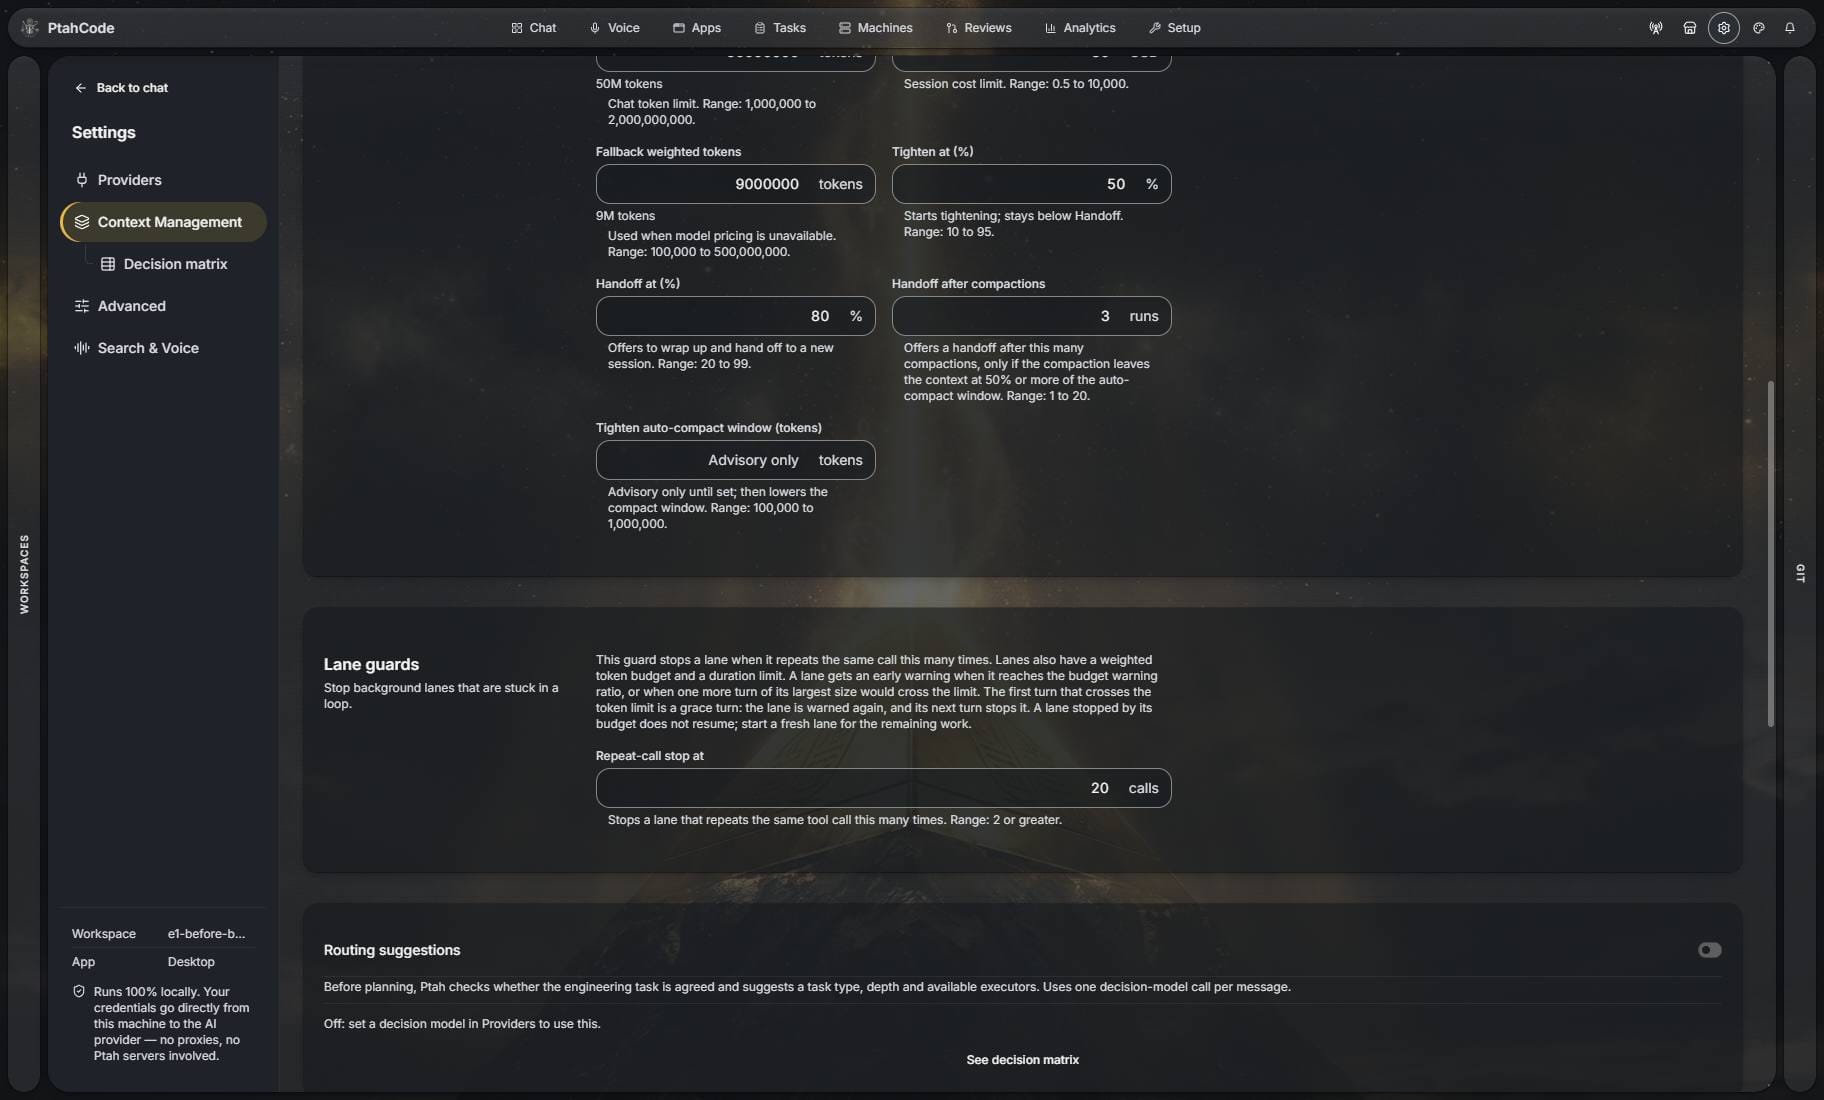 PtahCode
Chat
Voice
Apps
Tasks
Machines
Reviews
Analytics
Setup
WORKSPACES
Back to chat
Settings
Providers
Context Management
Decision matrix
Advanced
Search & Voice
Workspace e1-before-b...
App Desktop
Runs 100% locally. Your
credentials go directly from
this machine to the AI
provider — no proxies, no
Ptah servers involved.
50M tokens
Chat token limit. Range: 1,000,000 to
2,000,000,000.
Session cost limit. Range: 0.5 to 10,000.
Fallback weighted tokens
9000000 tokens
9M tokens
Used when model pricing is unavailable.
Range: 100,000 to 500,000,000.
Tighten at (%)
50 %
Starts tightening; stays below Handoff.
Range: 10 to 95.
Handoff at (%)
80 %
Offers to wrap up and hand off to a new
session. Range: 20 to 99.
Handoff after compactions
3 runs
Offers a handoff after this many
compactions, only if the compaction leaves
the context at 50% or more of the auto-
compact window. Range: 1 to 20.
Tighten auto-compact window (tokens)
Advisory only tokens
Advisory only until set; then lowers the
compact window. Range: 100,000 to
1,000,000.
Lane guards
Stop background lanes that are stuck in a
loop.
This guard stops a lane when it repeats the same call this many times. Lanes also have a weighted
token budget and a duration limit. A lane gets an early warning when it reaches the budget warning
ratio, or when one more turn of its largest size would cross the limit. The first turn that crosses the
token limit is a grace turn: the lane is warned again, and its next turn stops it. A lane stopped by its
budget does not resume; start a fresh lane for the remaining work.
Repeat-call stop at
20 calls
Stops a lane that repeats the same tool call this many times. Range: 2 or greater.
Routing suggestions
Before planning, Ptah checks whether the engineering task is agreed and suggests a task type, depth and available executors. Uses one decision-model call per message.
Off: set a decision model in Providers to use this.
See decision matrix
GIT